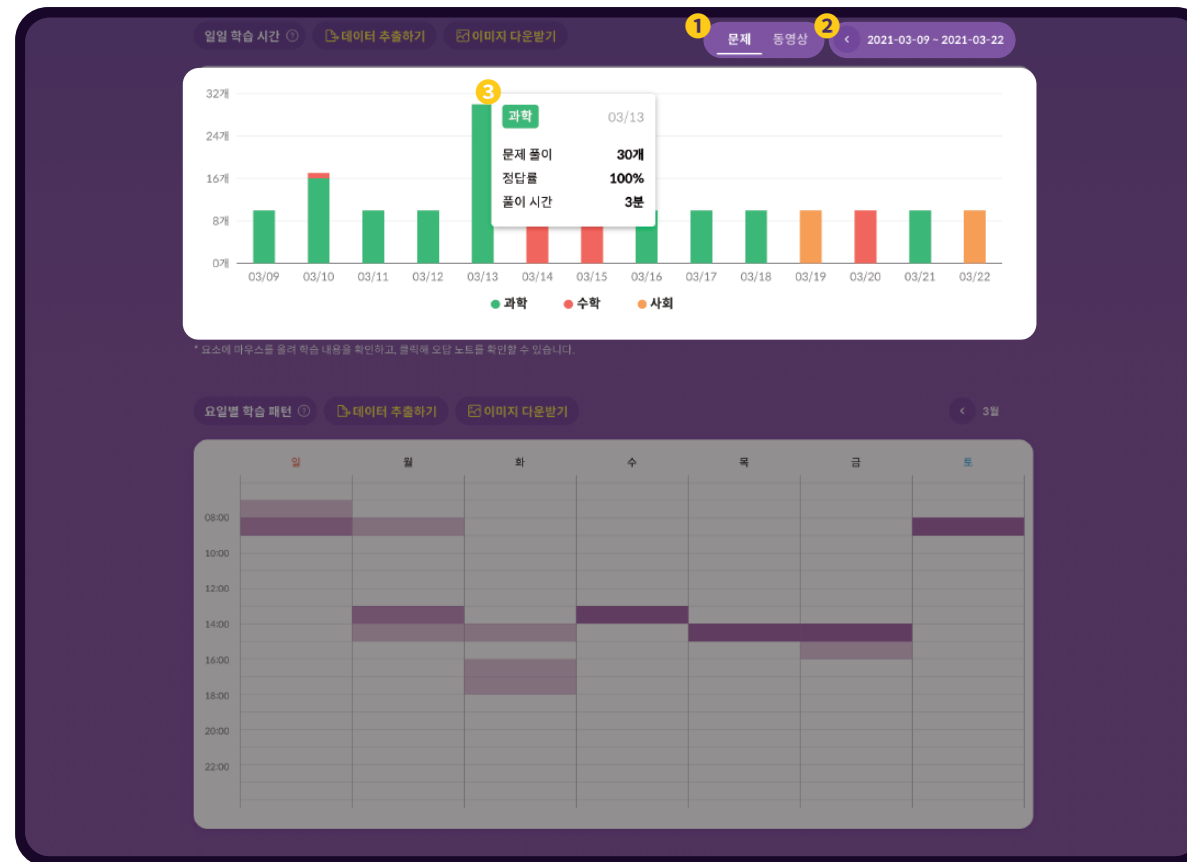 일일 학습 시간 ? 데이터 추출하기 이미지 다운받기 1 문제 동영상 2 < 2021-03-09 ~ 2021-03-22
32개
24개
16개
8개
0개
3
과학 03/13
문제 풀이 30개
정답률 100%
풀이 시간 3분
03/09 03/10 03/11 03/12 03/13 03/14 03/15 03/16 03/17 03/18 03/19 03/20 03/21 03/22
과학 수학 사회
* 요소에 마우스를 올려 학습 내용을 확인하고, 클릭해 오답 노트를 확인할 수 있습니다.
요일별 학습 패턴 ? 데이터 추출하기 이미지 다운받기 < 3월
일 월 화 수 목 금 토
08:00
10:00
12:00
14:00
16:00
18:00
20:00
22:00